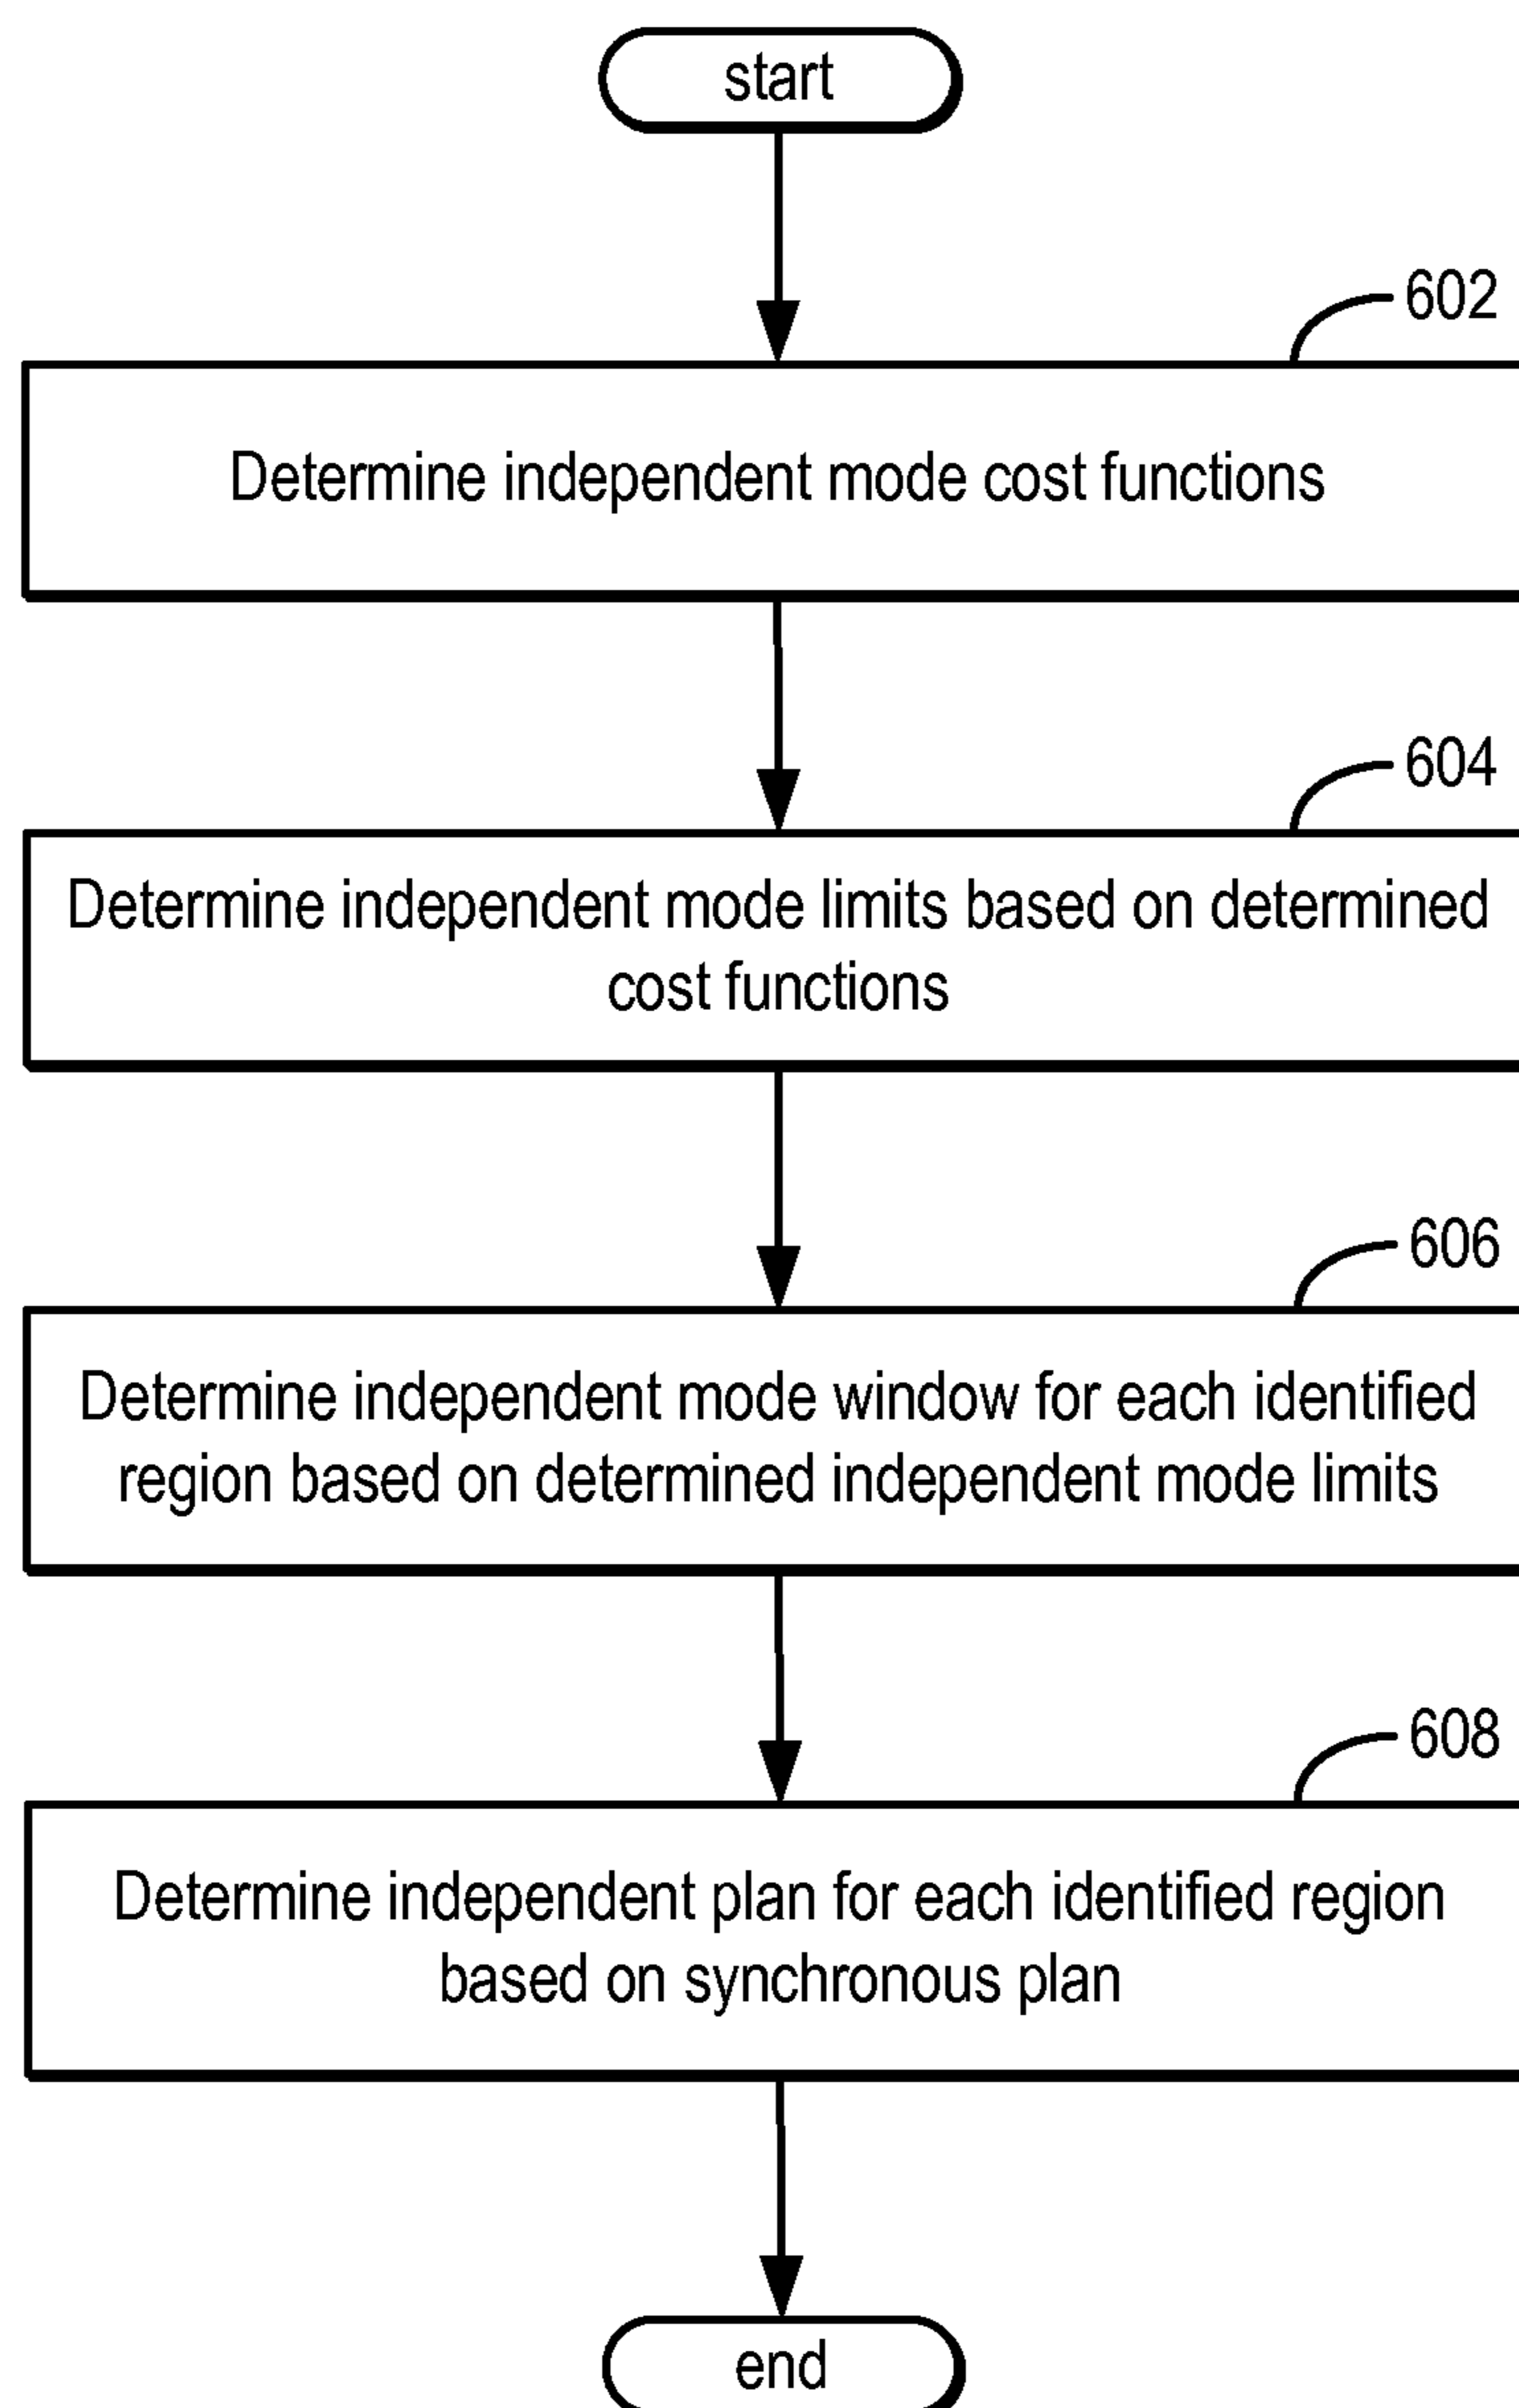 start
602
Determine independent mode cost functions
604
Determine independent mode limits based on determined
cost functions
606
Determine independent mode window for each identified
region based on determined independent mode limits
608
Determine independent plan for each identified region
based on synchronous plan
end